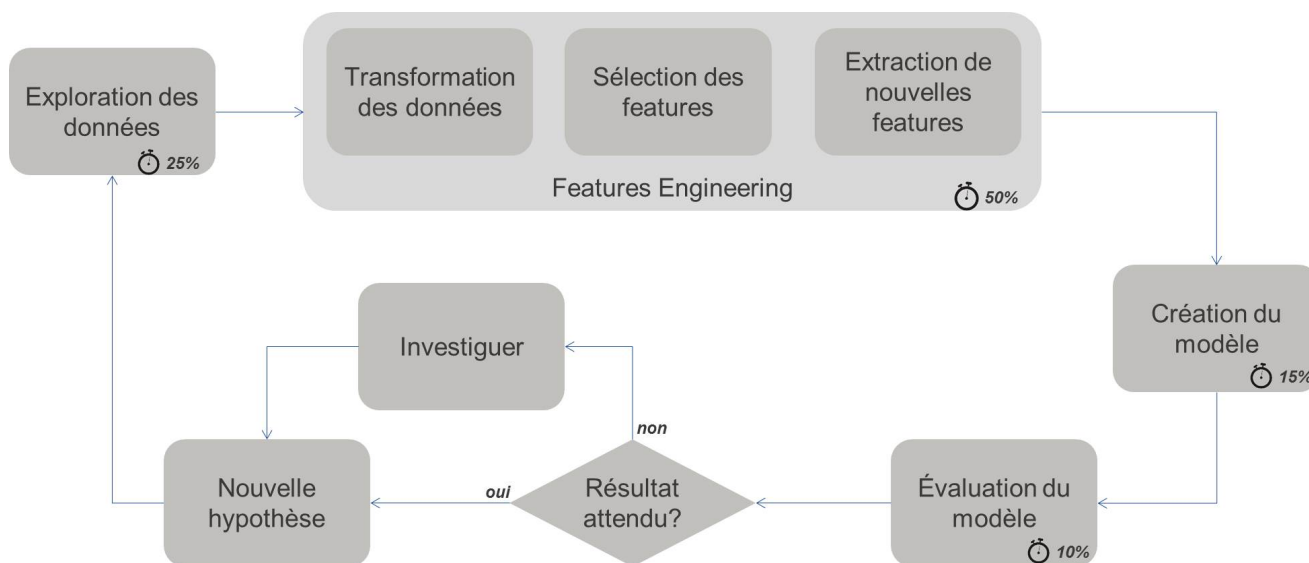 Exploration des
données
25%
Transformation
des données
Sélection des
features
Extraction de
nouvelles
features
Features Engineering
50%
Création du
modèle
15%
Évaluation du
modèle
10%
Résultat
attendu?
non
oui
Investiguer
Nouvelle
hypothèse